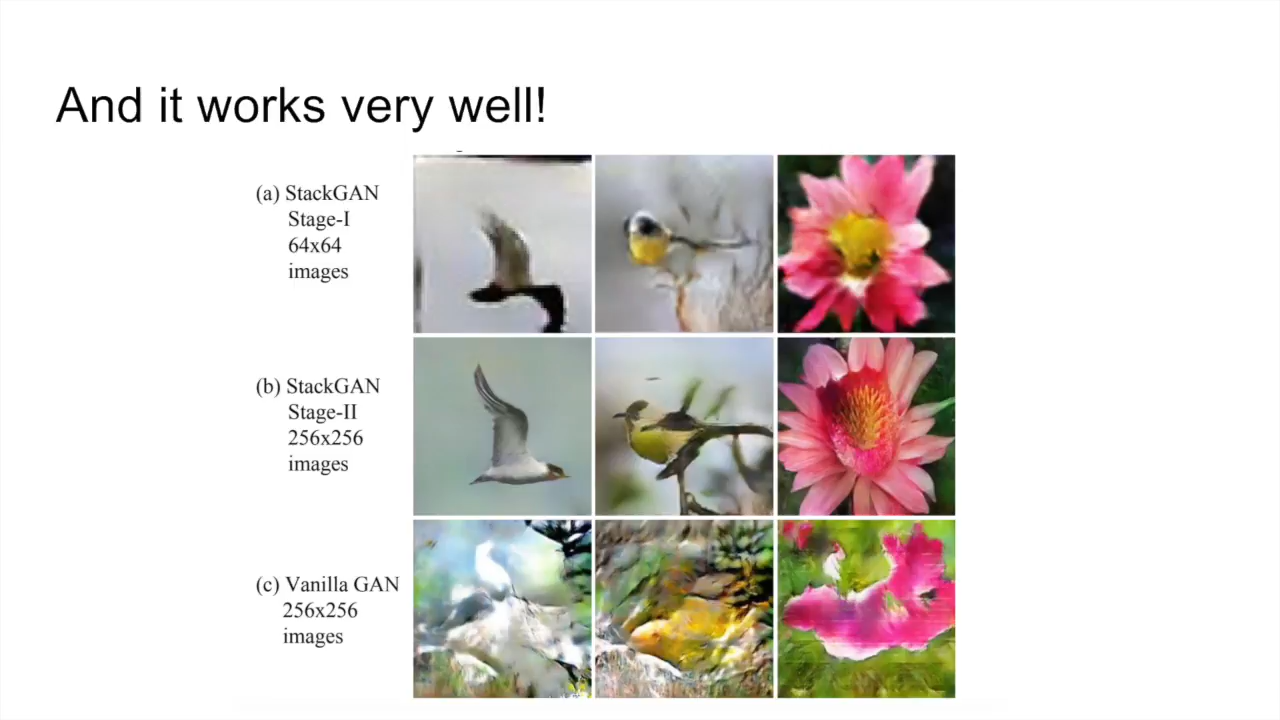 And it works very well!
(a) StackGAN
Stage-I
64x64
images
(b) StackGAN
Stage-II
256x256
images
(c) Vanilla GAN
256x256
images